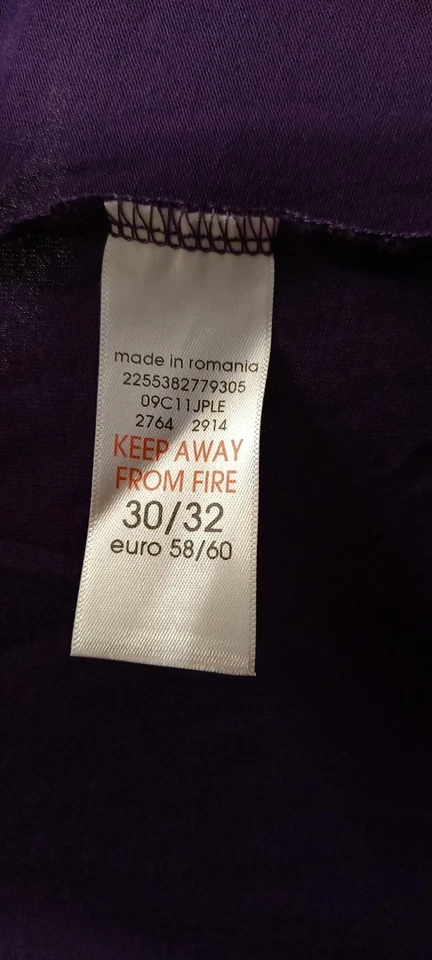 made in romania
2255382779305
09C11JPLE
2764 2914
KEEP AWAY
FROM FIRE
30/32
euro 58/60